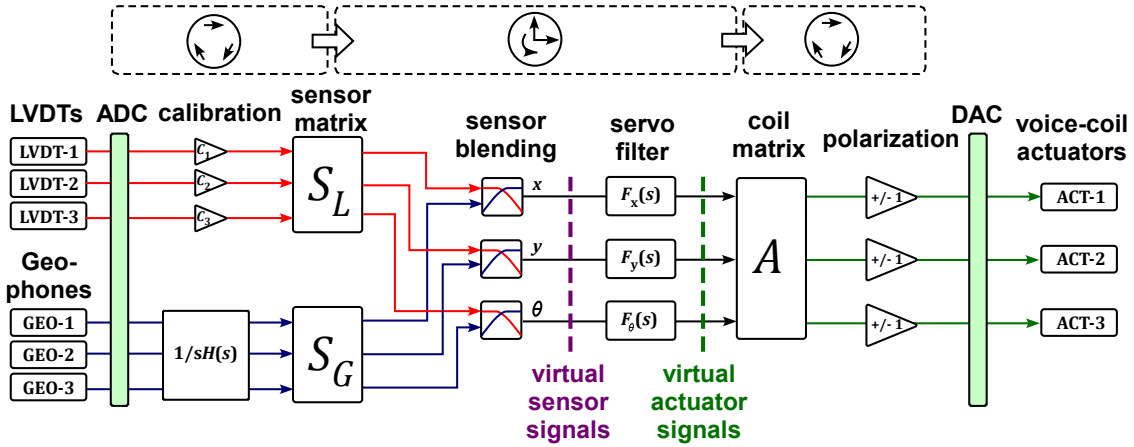 LVDTs
ADC
calibration
sensor
matrix
sensor
blending
servo
filter
coil
matrix
polarization
DAC
voice-coil
actuators
LVDT-1
LVDT-2
LVDT-3
C1
C2
C3
SL
x
y
θ
Fx(s)
Fy(s)
Fθ(s)
A
+/- 1
+/- 1
+/- 1
ACT-1
ACT-2
ACT-3
Geo-
phones
GEO-1
GEO-2
GEO-3
1/sH(s)
SG
virtual
sensor
signals
virtual
actuator
signals